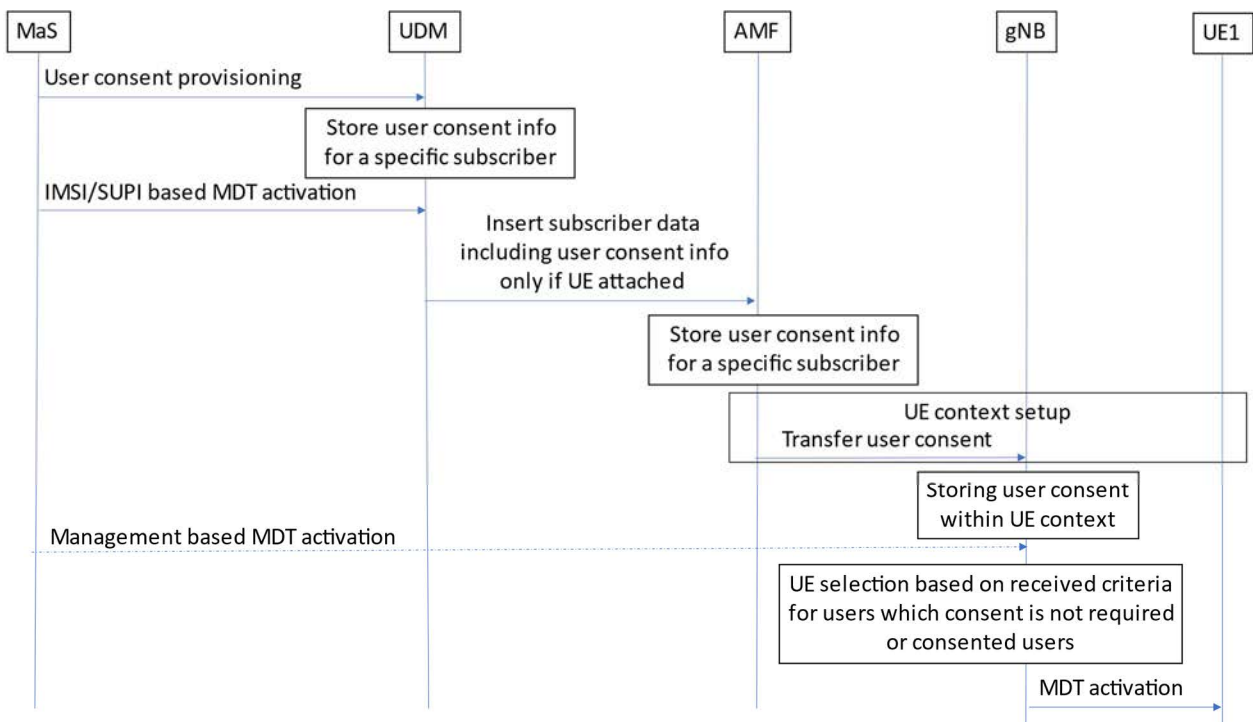 MaS
UDM
AMF
gNB
UE1
User consent provisioning
Store user consent info
for a specific subscriber
IMSI/SUPI based MDT activation
Insert subscriber data
including user consent info
only if UE attached
Store user consent info
for a specific subscriber
UE context setup
Transfer user consent
Storing user consent
within UE context
Management based MDT activation
UE selection based on received criteria
for users which consent is not required
or consented users
MDT activation